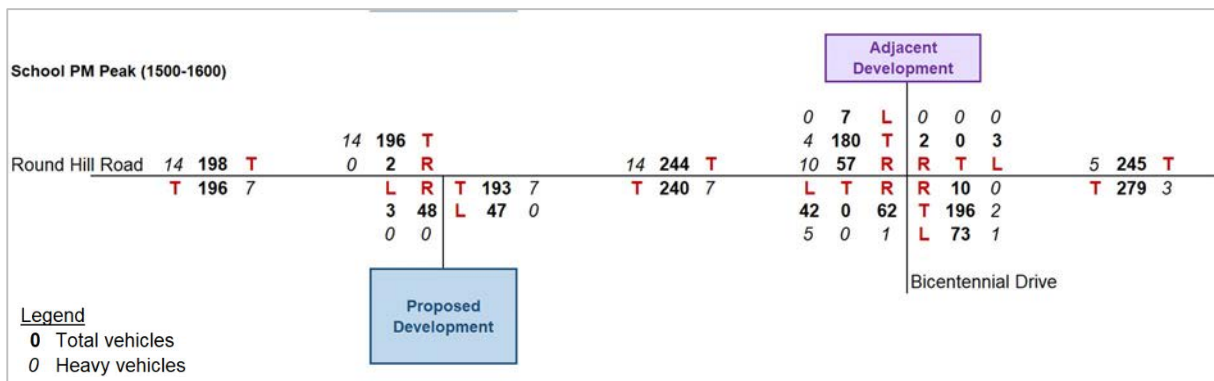 Adjacent
Development
School PM Peak (1500-1600)
0 7 L 0 0 0
14 196 T 4 180 T 2 0 3
Round Hill Road 14 198 T 0 2 R 14 244 T 10 57 R R T L 5 245 T
T 196 7 L R T 193 7 T 240 7 L T R R 10 0 T 279 3
3 48 L 47 0 42 0 62 T 196 2
0 0 5 0 1 L 73 1
Bicentennial Drive
Proposed
Development
Legend
0 Total vehicles
0 Heavy vehicles